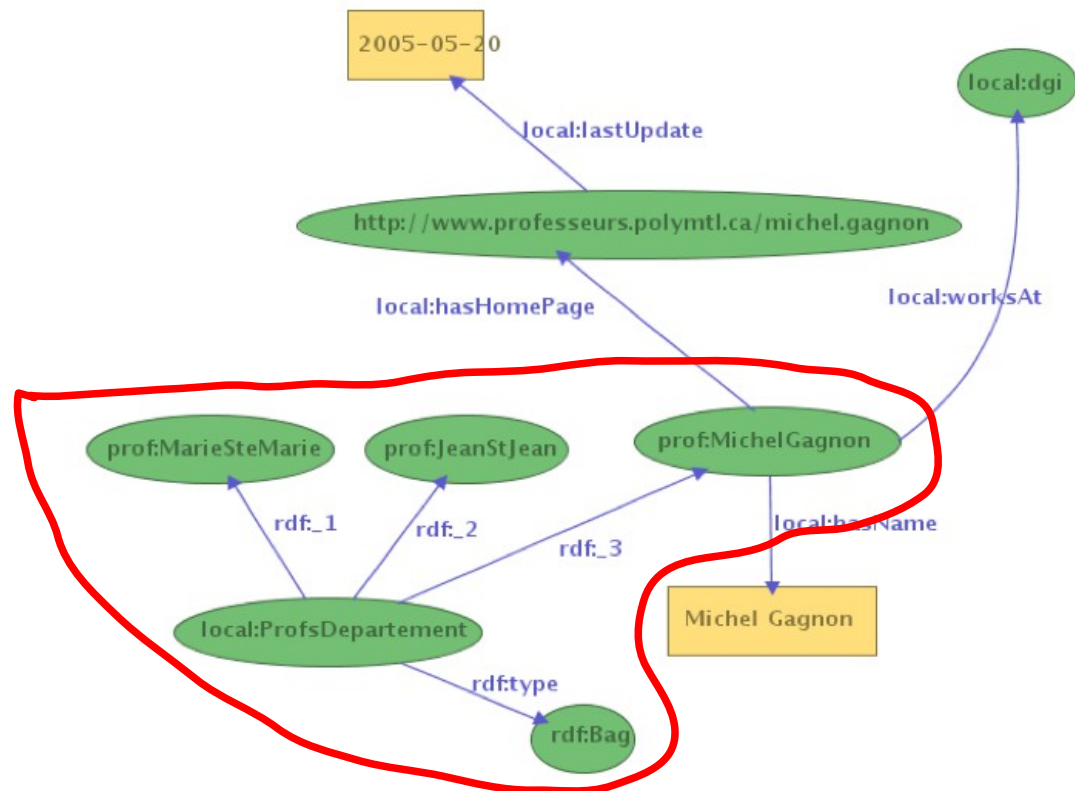 2005-05-20
local:dgi
local:lastUpdate
http://www.professeurs.polymtl.ca/michel.gagnon
local:hasHomePage
local:worksAt
prof:MarieSteMarie
prof:JeanStJean
prof:MichelGagnon
rdf:_1
rdf:_2
rdf:_3
local:hasName
local:ProfsDepartement
Michel Gagnon
rdf:type
rdf:Bag